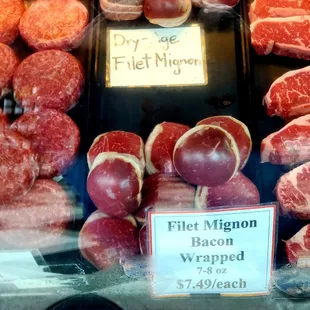 Dry-Age
Filet Mignon
Filet Mignon
Bacon
Wrapped
7-8 oz
$7.49/each